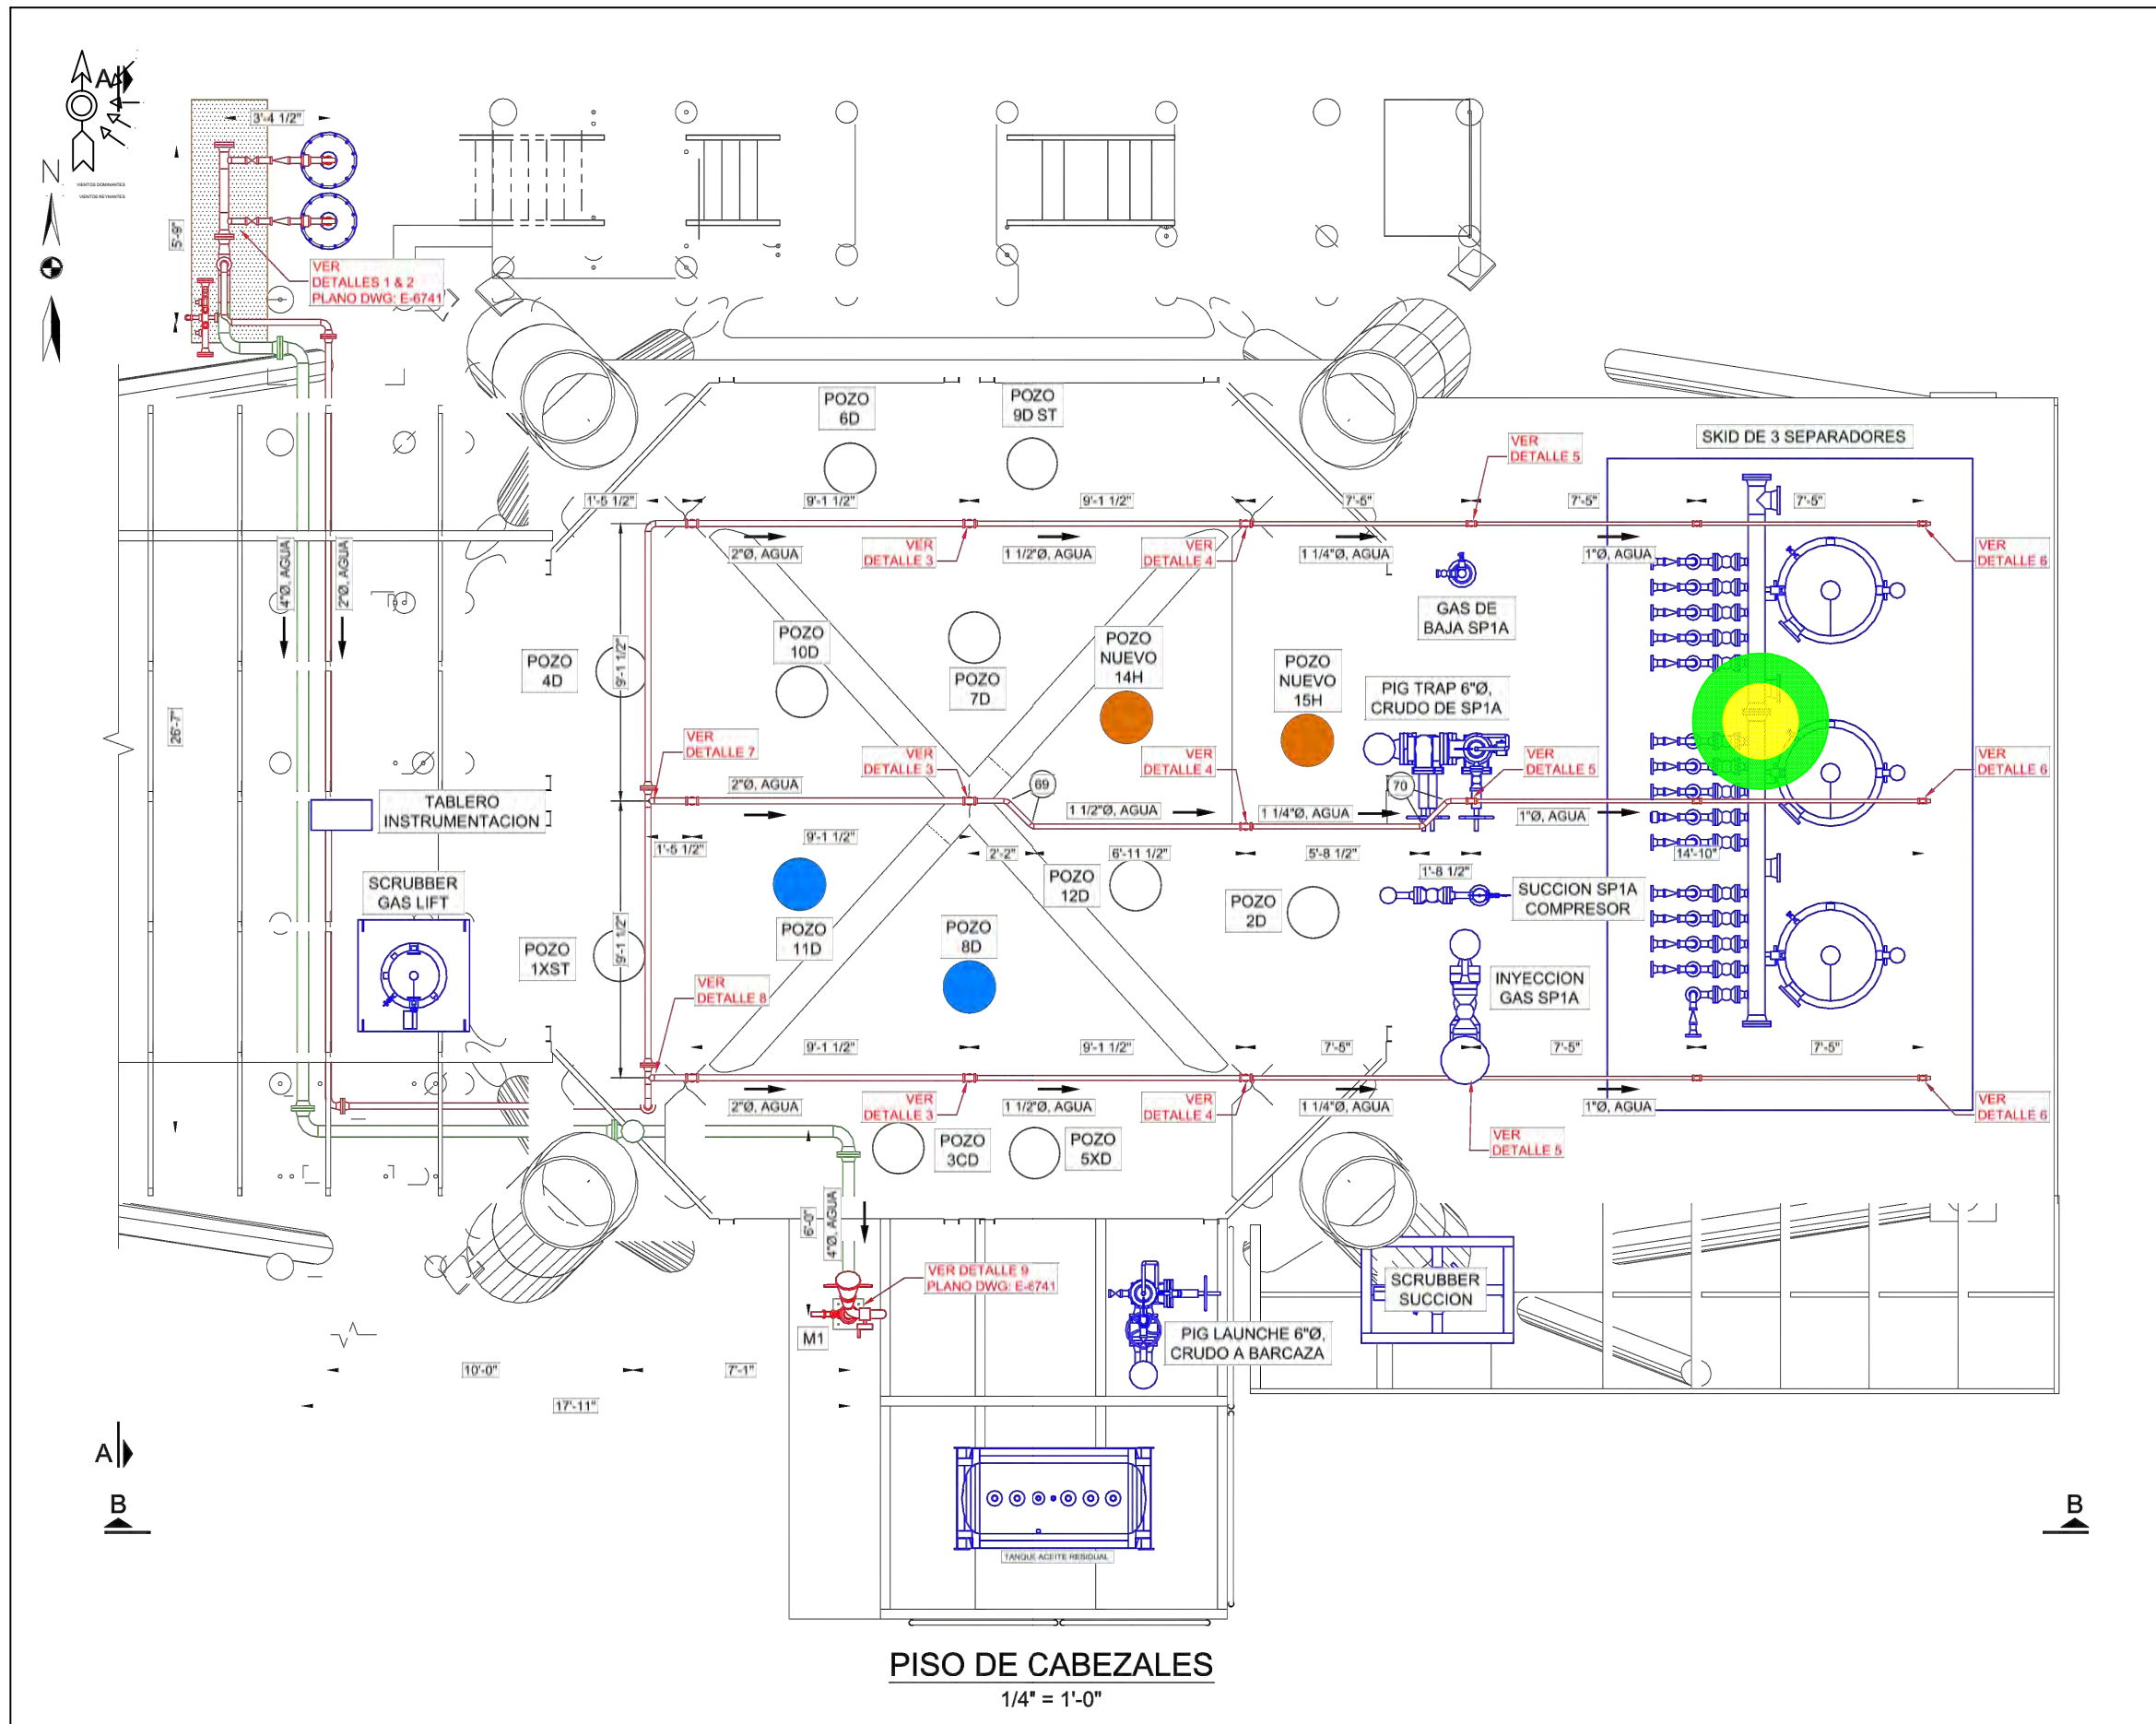 A
3'-4 1/2"
N
VIENTOS DOMINANTES
VIENTOS REYNANTES
5'-9"
VER
DETALLES 1 & 2
PLANO DWG: E-6741
POZO
6D
POZO
9D ST
SKID DE 3 SEPARADORES
VER
DETALLE 5
1'-5 1/2"
9'-1 1/2"
9'-1 1/2"
7'-5"
7'-5"
7'-5"
4"Ø, AGUA
2"Ø, AGUA
2"Ø, AGUA
VER
DETALLE 3
1 1/2"Ø, AGUA
VER
DETALLE 4
1 1/4"Ø, AGUA
1"Ø, AGUA
VER
DETALLE 6
GAS DE
BAJA SP1A
POZO
4D
9'-1 1/2"
POZO
10D
POZO
7D
POZO
NUEVO
14H
POZO
NUEVO
15H
PIG TRAP 6"Ø,
CRUDO DE SP1A
26'-7"
VER
DETALLE 7
VER
DETALLE 3
VER
DETALLE 4
VER
DETALLE 5
VER
DETALLE 6
2"Ø, AGUA
69
70
1 1/2"Ø, AGUA
1 1/4"Ø, AGUA
1"Ø, AGUA
TABLERO
INSTRUMENTACION
1'-5 1/2"
9'-1 1/2"
2'-2"
6'-11 1/2"
5'-8 1/2"
1'-8 1/2"
14'-10"
SCRUBBER
GAS LIFT
POZO
12D
POZO
2D
SUCCION SP1A
COMPRESOR
POZO
1XST
9'-1 1/2"
POZO
11D
POZO
8D
INYECCION
GAS SP1A
VER
DETALLE 8
9'-1 1/2"
9'-1 1/2"
7'-5"
7'-5"
7'-5"
2"Ø, AGUA
VER
DETALLE 3
1 1/2"Ø, AGUA
VER
DETALLE 4
1 1/4"Ø, AGUA
1"Ø, AGUA
VER
DETALLE 6
POZO
3CD
POZO
5XD
VER
DETALLE 5
6'-0"
4"Ø, AGUA
VER DETALLE 9
PLANO DWG: E-6741
M1
SCRUBBER
SUCCION
PIG LAUNCHE 6"Ø,
CRUDO A BARCAZA
10'-0"
7'-1"
17'-11"
A
B
B
TANQUE ACEITE RESIDUAL
PISO DE CABEZALES
1/4" = 1'-0"